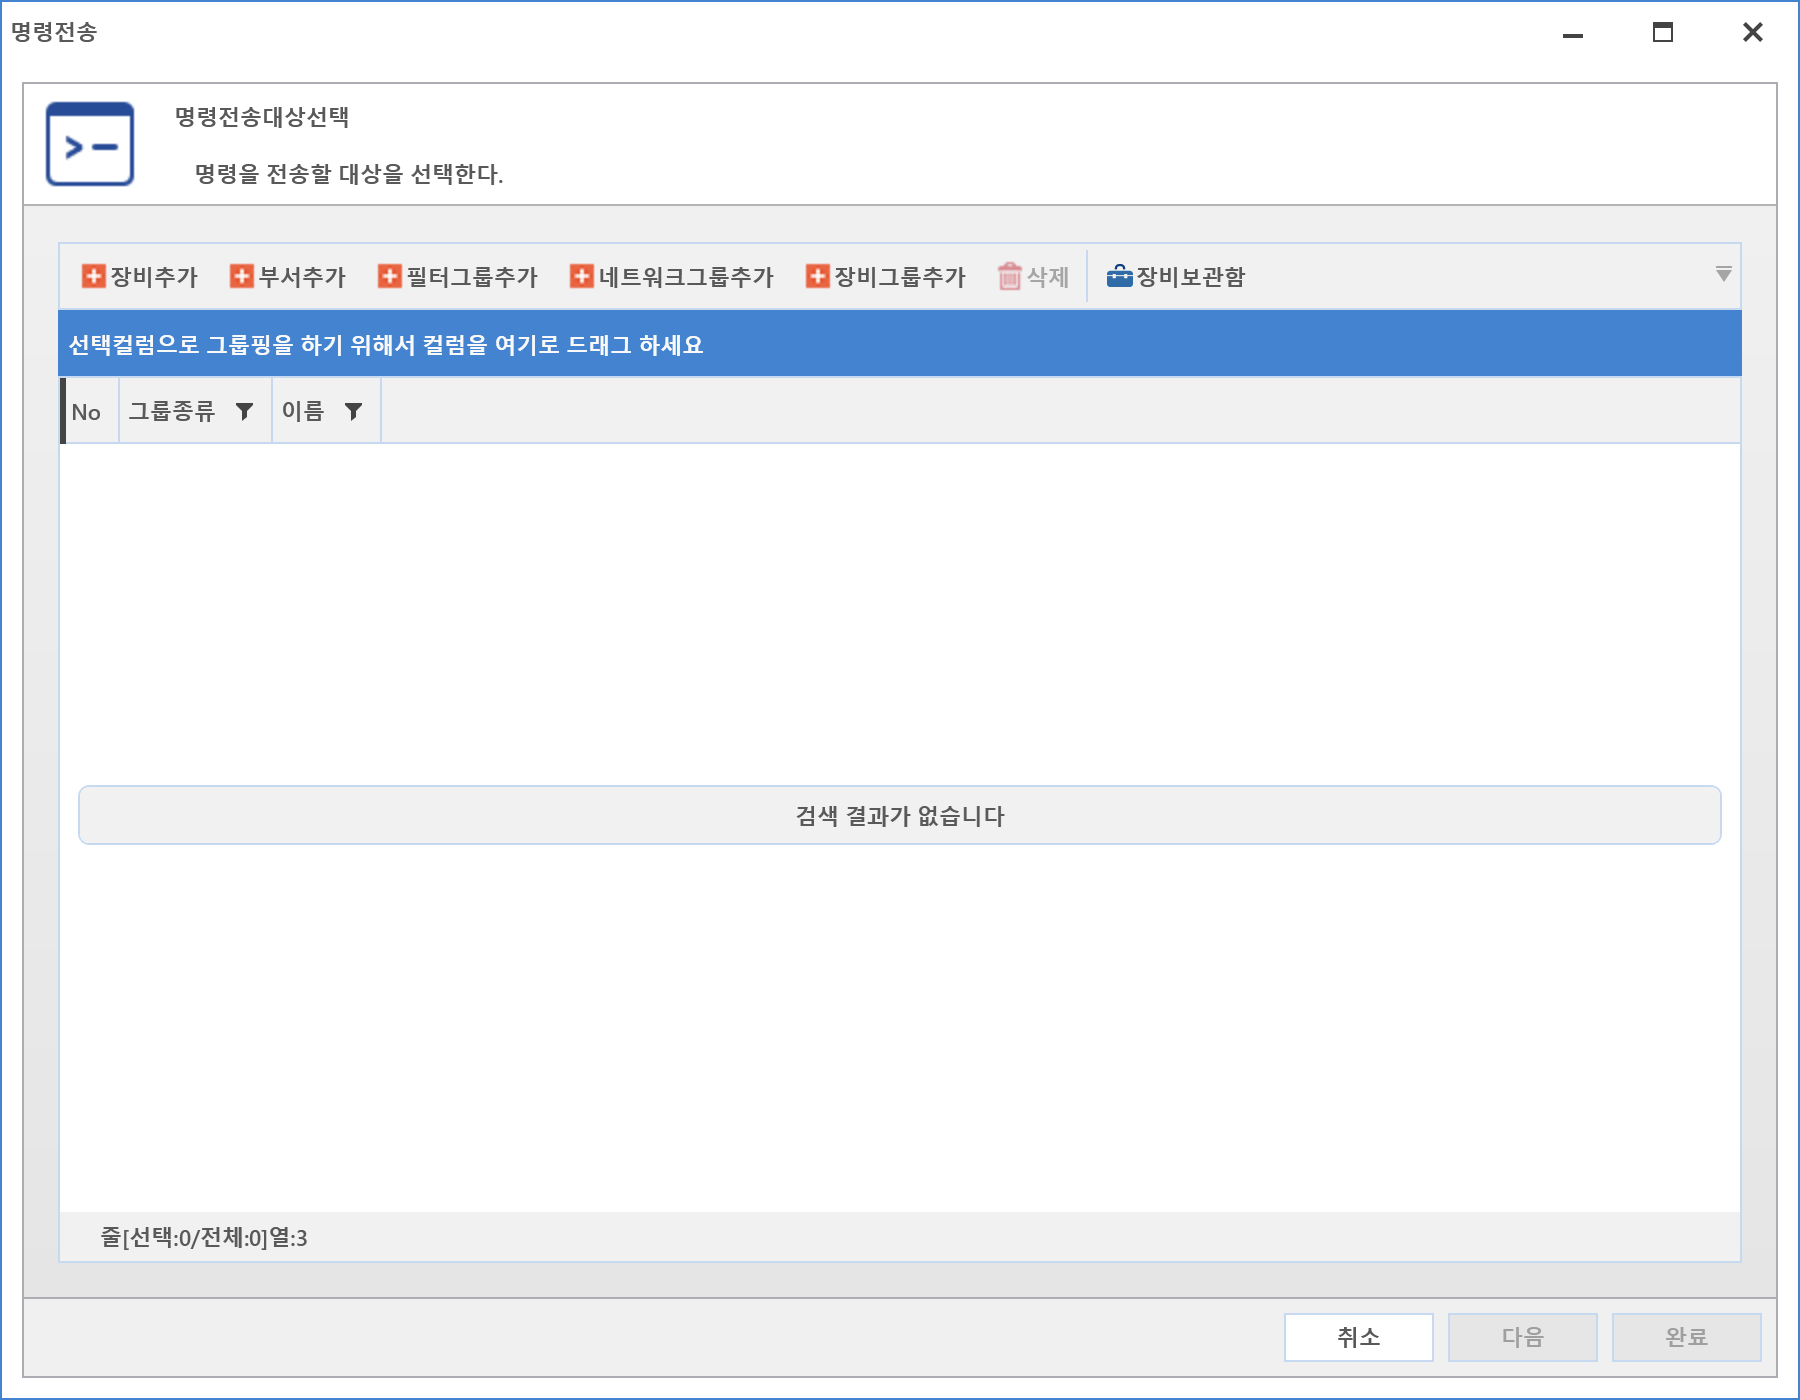 명령전송
명령전송대상선택
명령을 전송할 대상을 선택한다.
장비추가 부서추가 필터그룹추가 네트워크그룹추가 장비그룹추가 삭제 장비보관함
선택컬럼으로 그룹핑을 하기 위해서 컬럼을 여기로 드래그 하세요
No 그룹종류 이름
검색 결과가 없습니다
줄[선택:0/전체:0]열:3
취소 다음 완료